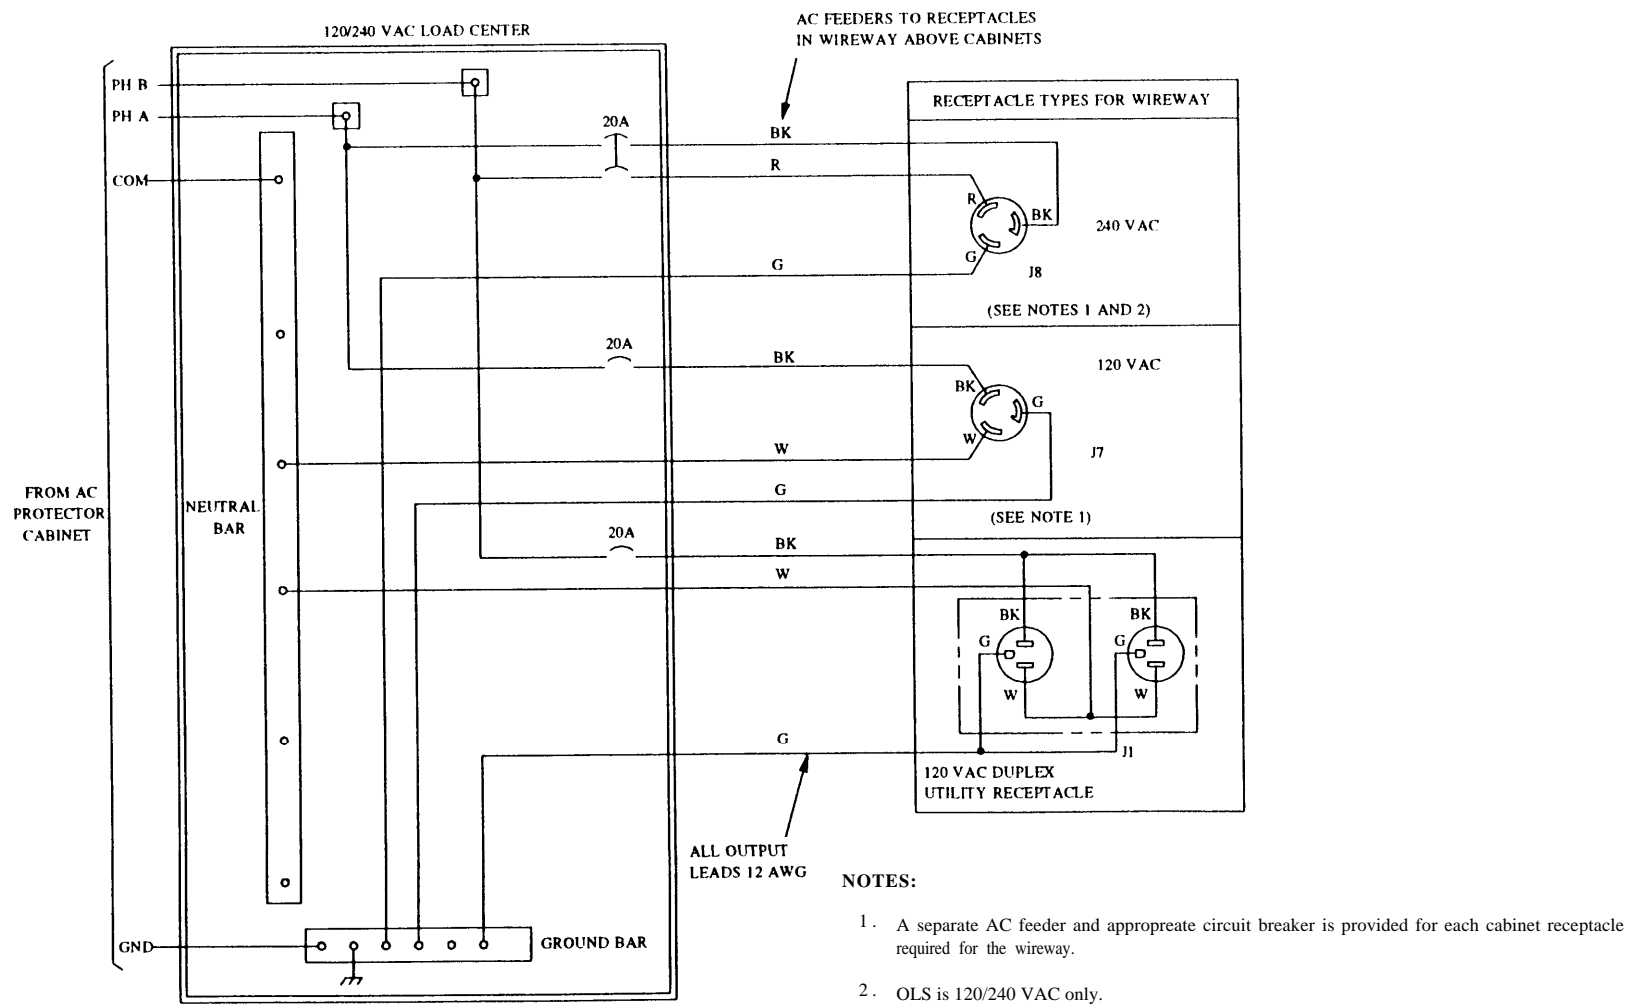 120/240 VAC LOAD CENTER
AC FEEDERS TO RECEPTACLES
IN WIREWAY ABOVE CABINETS
PH B
PH A
COM
FROM AC
PROTECTOR
CABINET
NEUTRAL
BAR
GND
GROUND BAR
20A
BK
R
G
20A
BK
W
G
20A
BK
W
G
ALL OUTPUT
LEADS 12 AWG
RECEPTACLE TYPES FOR WIREWAY
R
BK
G
240 VAC
J8
(SEE NOTES 1 AND 2)
120 VAC
BK
G
W
J7
(SEE NOTE 1)
BK
G
W
BK
G
W
J1
120 VAC DUPLEX
UTILITY RECEPTACLE
NOTES:
1. A separate AC feeder and appropreate circuit breaker is provided for each cabinet receptacle
required for the wireway.
2. OLS is 120/240 VAC only.